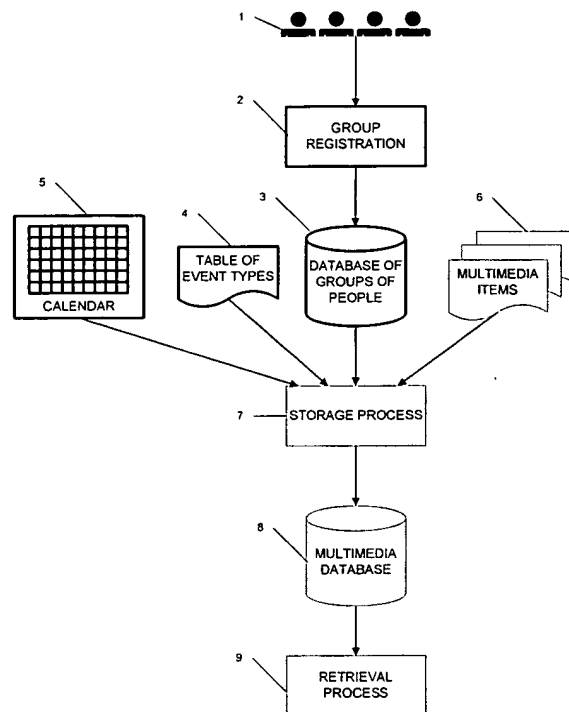 1
2
GROUP
REGISTRATION
5
4
3
6
CALENDAR
TABLE OF
EVENT TYPES
DATABASE OF
GROUPS OF
PEOPLE
MULTIMEDIA
ITEMS
7
STORAGE PROCESS
8
MULTIMEDIA
DATABASE
9
RETRIEVAL
PROCESS